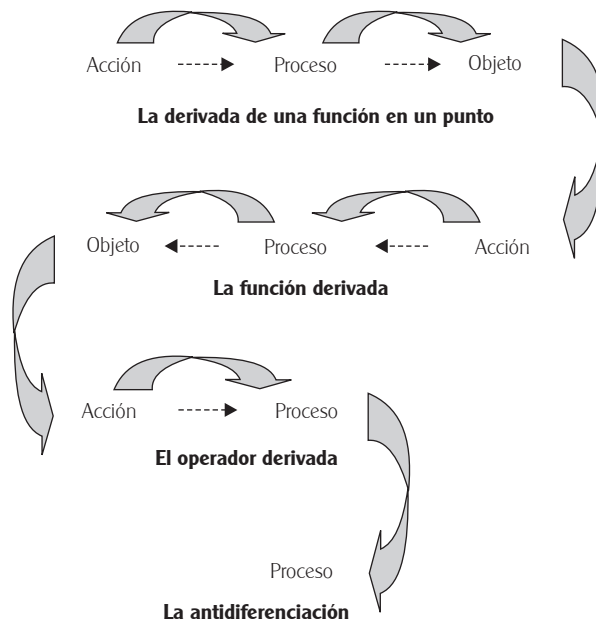 Acción Proceso Objeto
La derivada de una función en un punto
Objeto Proceso Acción
La función derivada
Acción Proceso
El operador derivada
Proceso
La antidiferenciación